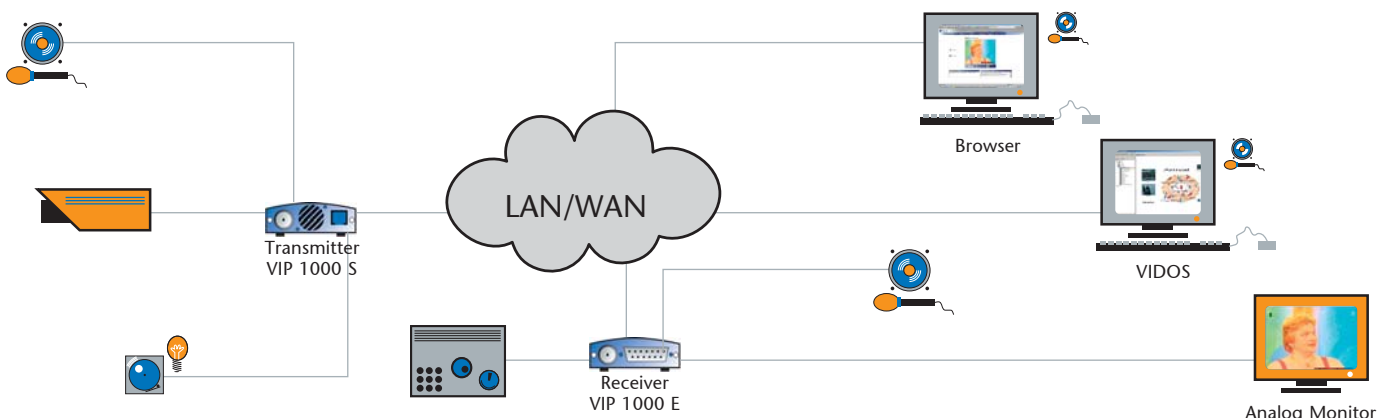 Browser
LAN/WAN
Transmitter
VIP 1000 S
VIDOS
Receiver
VIP 1000 E
Analog Monitor